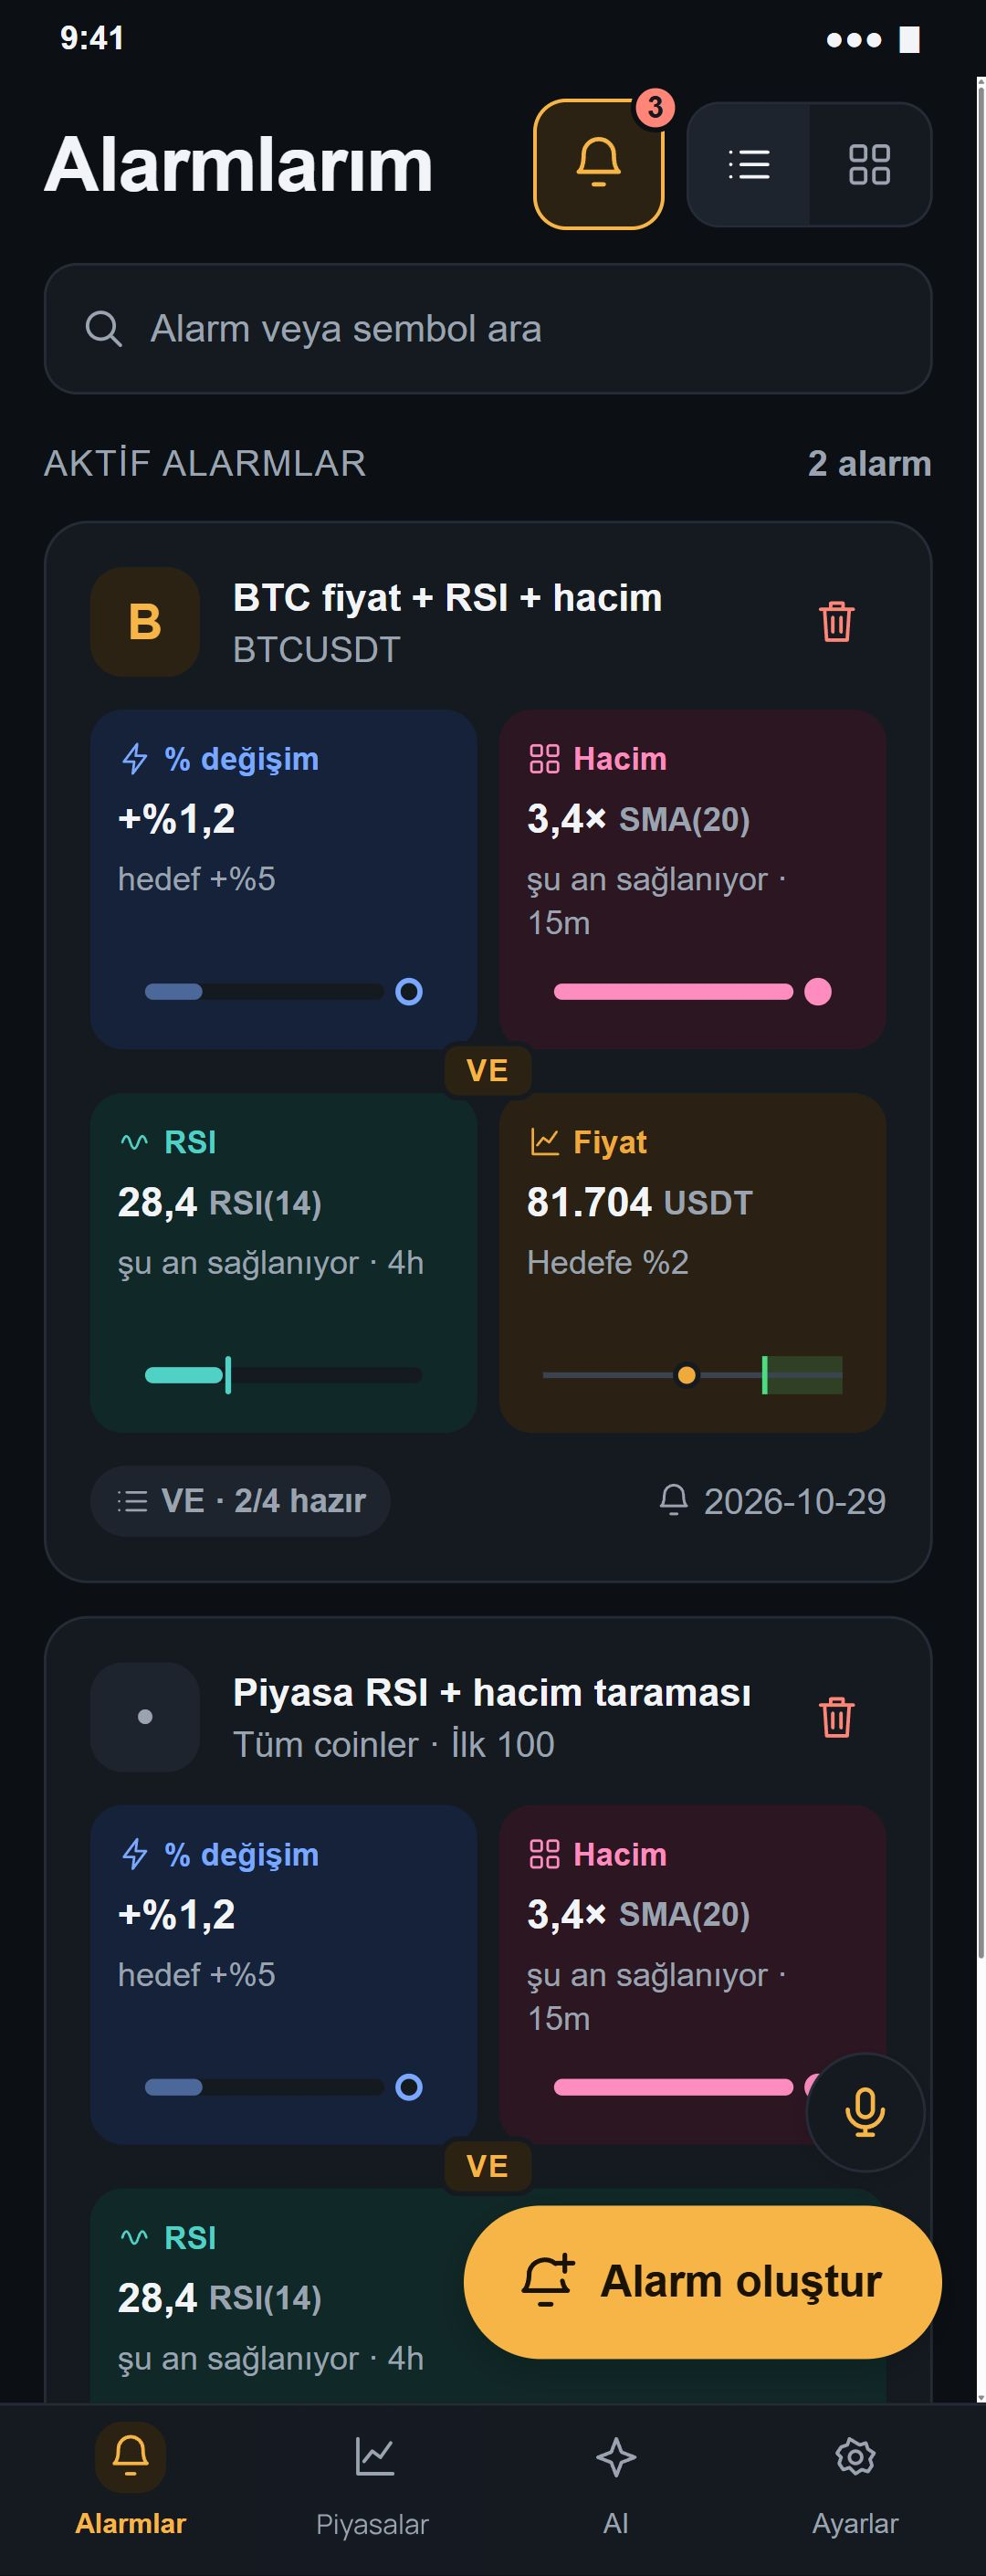 9:41
Alarmlarım
3
Alarm veya sembol ara
AKTİF ALARMLAR
2 alarm
B
BTC fiyat + RSI + hacim
BTCUSDT
% değişim
+%1,2
hedef +%5
Hacim
3,4× SMA(20)
şu an sağlanıyor ·
15m
VE
RSI
28,4 RSI(14)
şu an sağlanıyor · 4h
Fiyat
81.704 USDT
Hedefe %2
VE · 2/4 hazır
2026-10-29
Piyasa RSI + hacim taraması
Tüm coinler · İlk 100
% değişim
+%1,2
hedef +%5
Hacim
3,4× SMA(20)
şu an sağlanıyor ·
15m
VE
RSI
28,4 RSI(14)
şu an sağlanıyor · 4h
Alarm oluştur
Alarmlar
Piyasalar
AI
Ayarlar